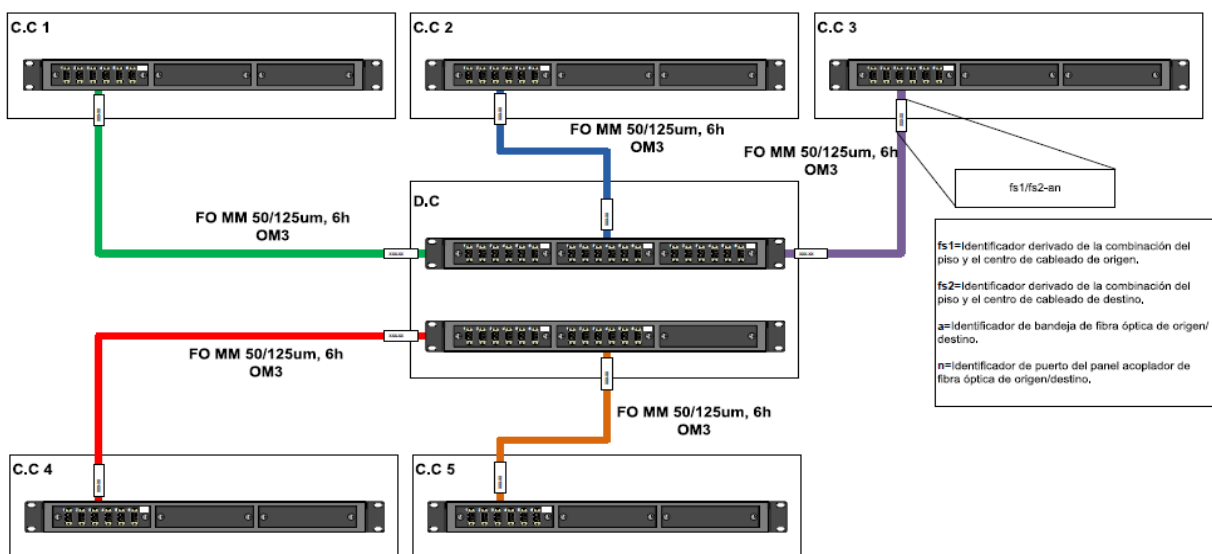 C.C 1
C.C 2
C.C 3
FO MM 50/125um, 6h
OM3
FO MM 50/125um, 6h
OM3
fs1/fs2-an
D.C
FO MM 50/125um, 6h
OM3
fs1=Identificador derivado de la combinación del
piso y el centro de cableado de origen.
fs2=Identificador derivado de la combinación del
piso y el centro de cableado de destino.
a=Identificador de bandeja de fibra óptica de origen/
destino.
n=Identificador de puerto del panel acoplador de
fibra óptica de origen/destino.
FO MM 50/125um, 6h
OM3
FO MM 50/125um, 6h
OM3
C.C 4
C.C 5